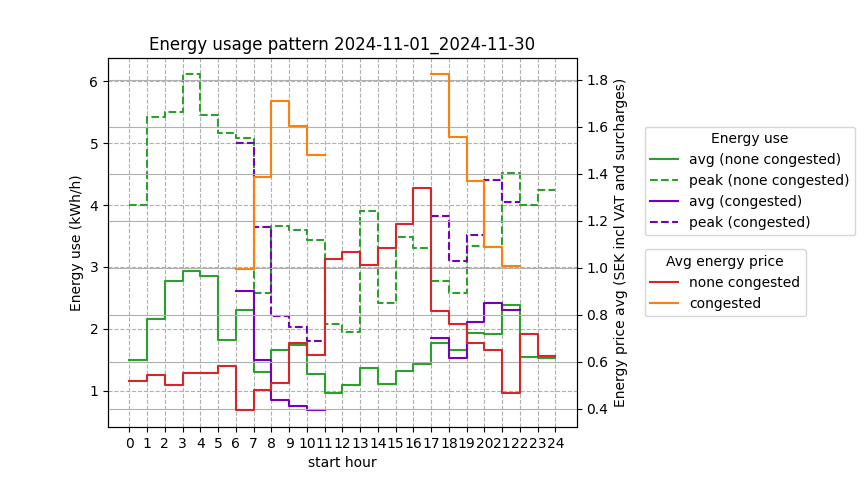 Energy usage pattern 2024-11-01_2024-11-30
Energy use (kWh/h)
6
5
4
3
2
1
1.8
1.6
1.4
1.2
1.0
0.8
0.6
0.4
Energy price avg (SEK incl VAT and surcharges)
0 1 2 3 4 5 6 7 8 9 10 11 12 13 14 15 16 17 18 19 20 21 22 23 24
start hour
Energy use
avg (none congested)
peak (none congested)
avg (congested)
peak (congested)
Avg energy price
none congested
congested